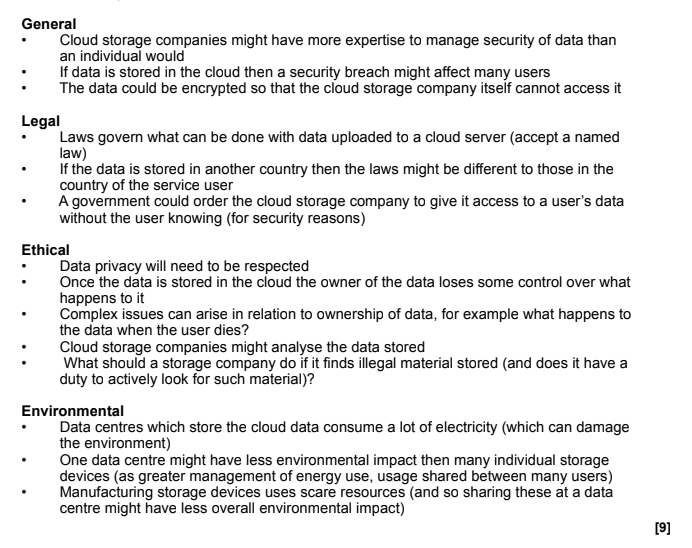 General
• Cloud storage companies might have more expertise to manage security of data than
an individual would
• If data is stored in the cloud then a security breach might affect many users
• The data could be encrypted so that the cloud storage company itself cannot access it
Legal
• Laws govern what can be done with data uploaded to a cloud server (accept a named
law)
• If the data is stored in another country then the laws might be different to those in the
country of the service user
• A government could order the cloud storage company to give it access to a user's data
without the user knowing (for security reasons)
Ethical
• Data privacy will need to be respected
• Once the data is stored in the cloud the owner of the data loses some control over what
happens to it
• Complex issues can arise in relation to ownership of data, for example what happens to
the data when the user dies?
• Cloud storage companies might analyse the data stored
• What should a storage company do if it finds illegal material stored (and does it have a
duty to actively look for such material)?
Environmental
• Data centres which store the cloud data consume a lot of electricity (which can damage
the environment)
• One data centre might have less environmental impact then many individual storage
devices (as greater management of energy use, usage shared between many users)
• Manufacturing storage devices uses scare resources (and so sharing these at a data
centre might have less overall environmental impact)
[9]